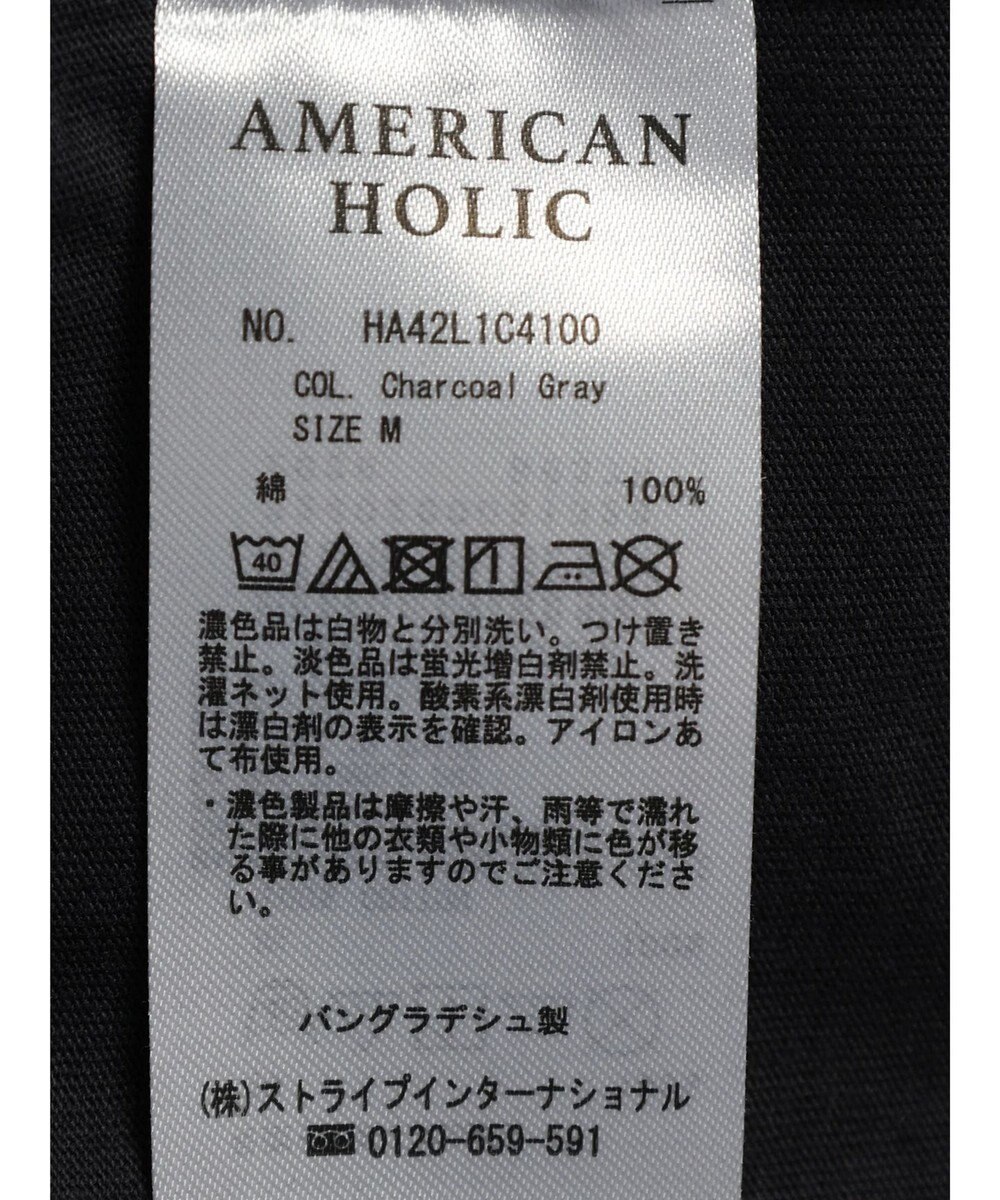 AMERICAN
HOLIC
NO. HA42L1C4100
COL. Charcoal Gray
SIZE M
綿 100%
40
濃色品は白物と分別洗い。つけ置き
禁止。淡色品は蛍光増白剤禁止。洗
濯ネット使用。酸素系漂白剤使用時
は漂白剤の表示を確認。アイロンあ
て布使用。
・濃色製品は摩擦や汗、雨等で濡れ
た際に他の衣類や小物類に色が移
る事がありますのでご注意くださ
い。
バングラデシュ製
(株)ストライプインターナショナル
0120-659-591